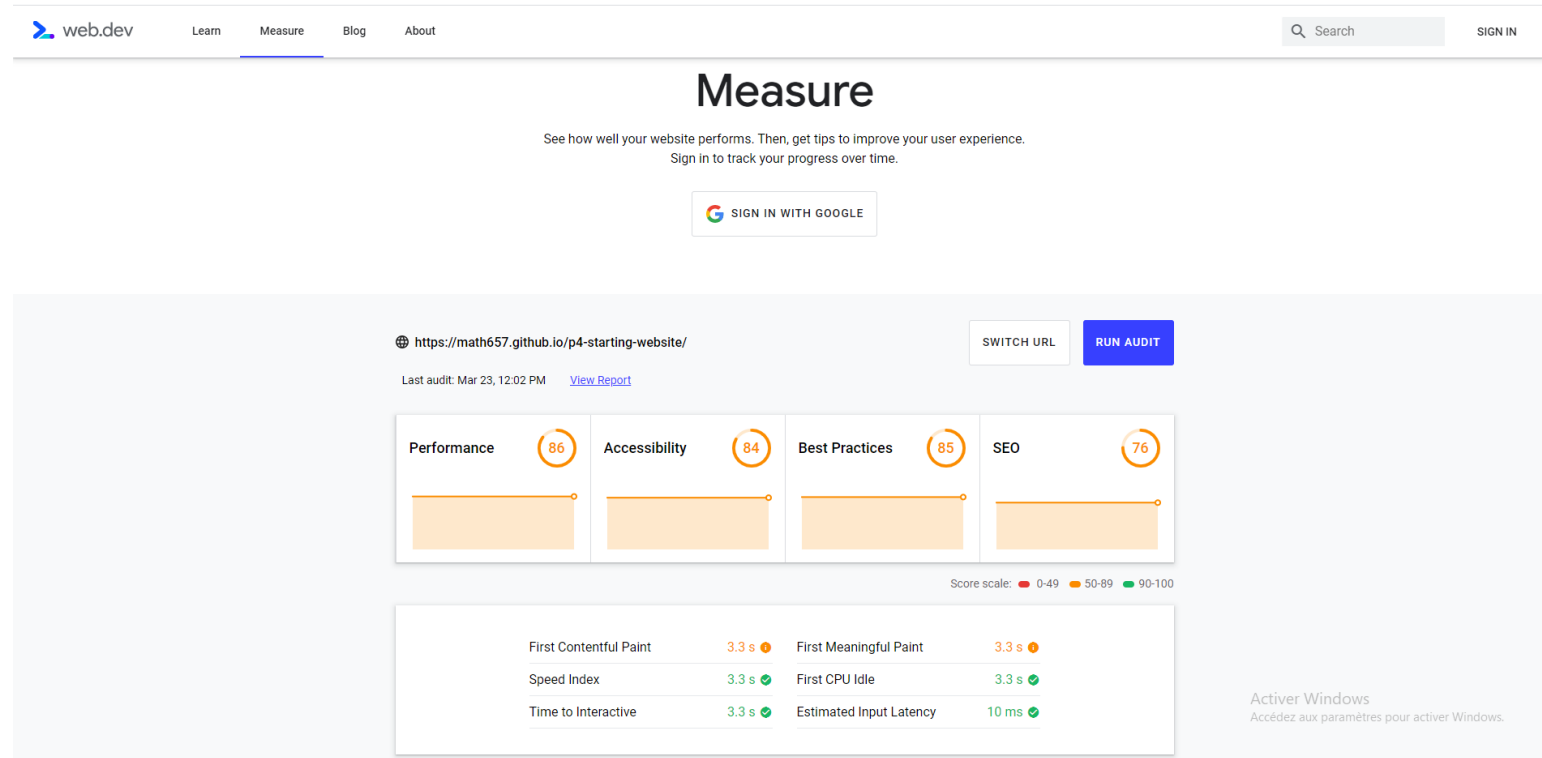 web.dev Learn Measure Blog About Search SIGN IN
Measure
See how well your website performs. Then, get tips to improve your user experience.
Sign in to track your progress over time.
SIGN IN WITH GOOGLE
https://math657.github.io/p4-starting-website/ SWITCH URL RUN AUDIT
Last audit: Mar 23, 12:02 PM View Report
Performance 86 Accessibility 84 Best Practices 85 SEO 76
Score scale: 0-49 50-89 90-100
First Contentful Paint 3.3 s First Meaningful Paint 3.3 s
Speed Index 3.3 s First CPU Idle 3.3 s
Time to Interactive 3.3 s Estimated Input Latency 10 ms
Activer Windows
Accédez aux paramètres pour activer Windows.